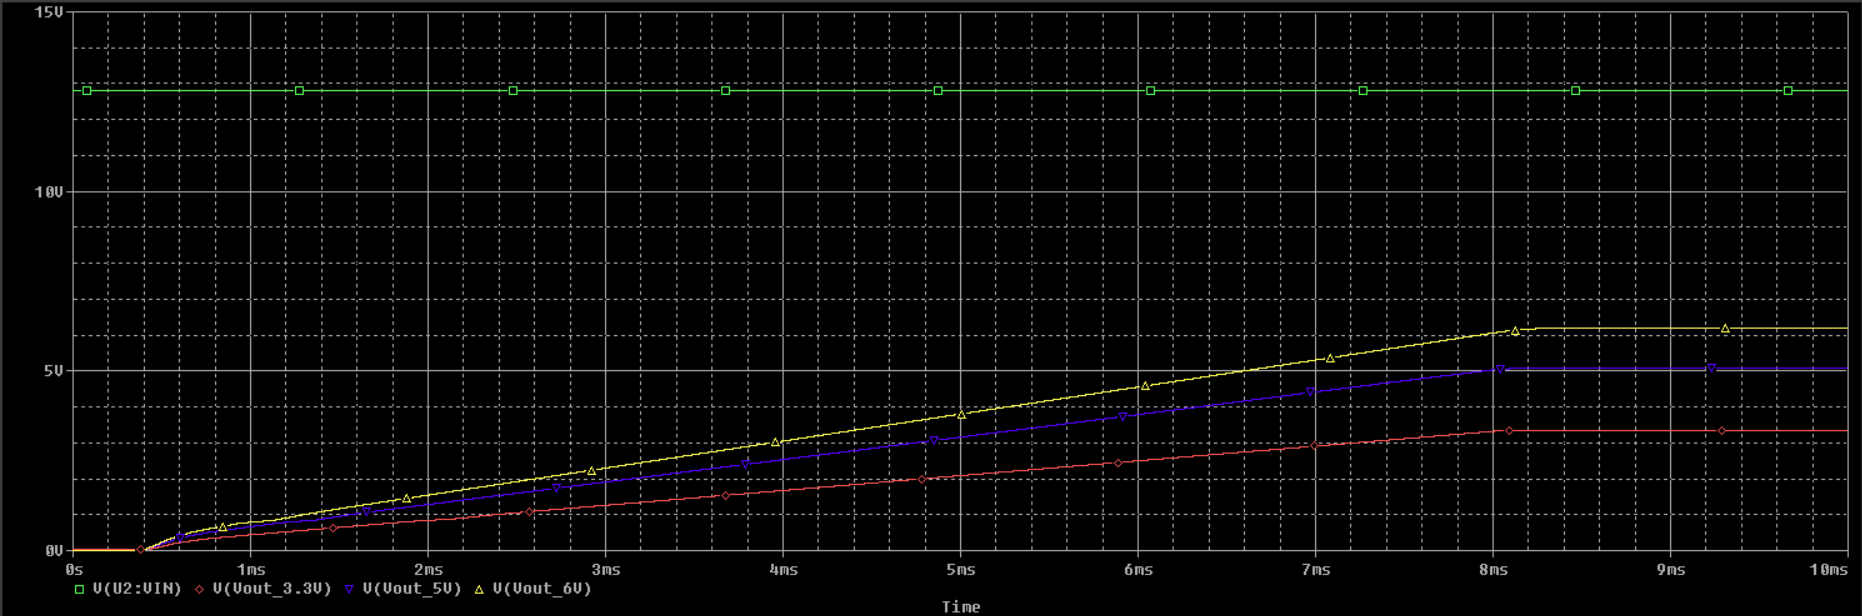 15V
10V
5V
0V
0s 1ms 2ms 3ms 4ms 5ms 6ms 7ms 8ms 9ms 10ms
V(U2:VIN) V(Vout_3.3V) V(Vout_5V) V(Vout_6V)
Time